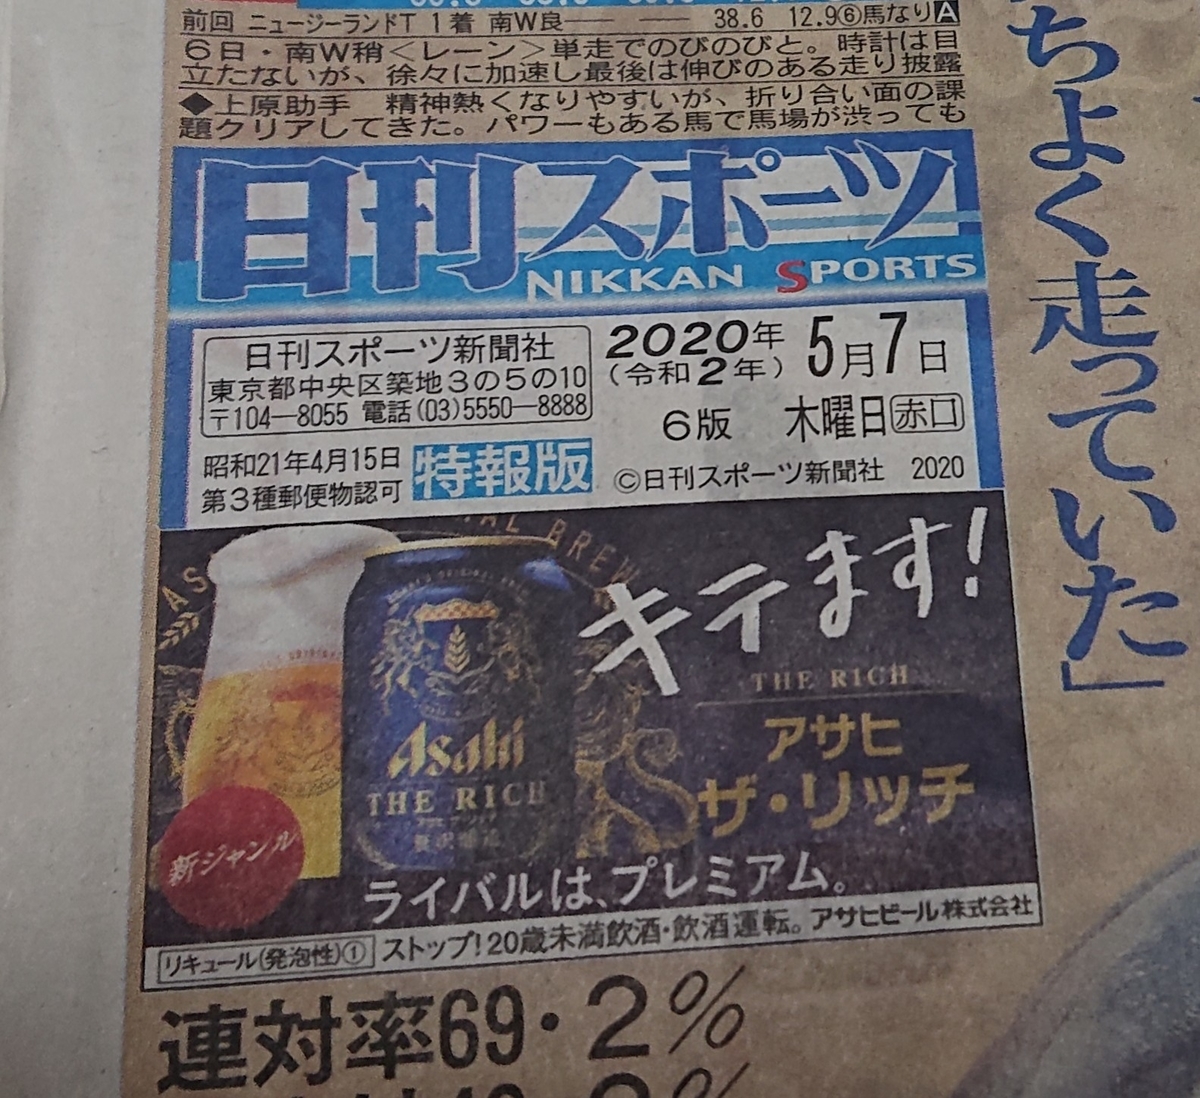 前回 ニュージーランドT1着 南W良── ── 38.6 12.9⑥馬なりA
6日・南W稍<レーン>単走でのびのびと。時計は目
立たないが、徐々に加速し最後は伸びのある走り披露
◆上原助手 精神熱くなりやすいが、折り合い面の課
題クリアしてきた。パワーもある馬で馬場が渋っても
ちょく走っていた」
日刊スポーツ
NIKKAN SPORTS
日刊スポーツ新聞社
東京都中央区築地3の5の10
〒104―8055 電話(03)5550―8888
2020年
(令和2年)
5月7日
6版 木曜日 赤口
昭和21年4月15日
第3種郵便物認可
特報版
©日刊スポーツ新聞社 2020
キテます!
Asahi
THE RICH
THE RICH
アサヒ
ザ・リッチ
新ジャンル
ライバルは、プレミアム。
リキュール(発泡性)① ストップ!20歳未満飲酒・飲酒運転。アサヒビール株式会社
連対率69・2%